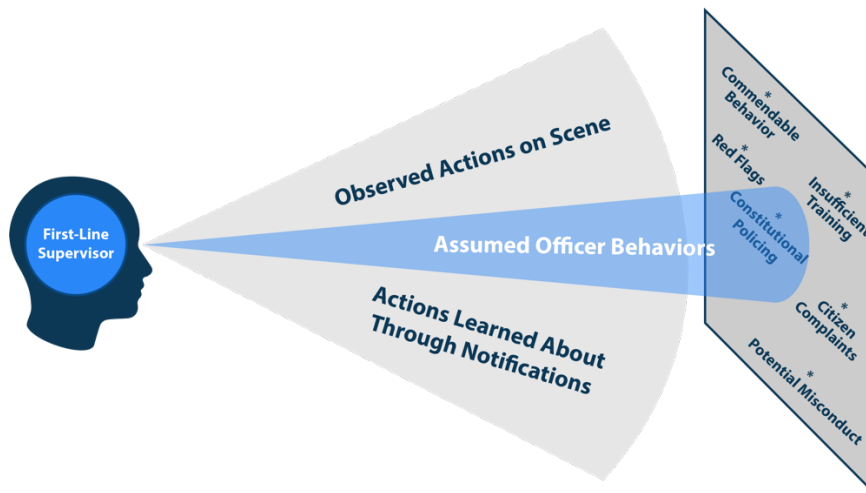 First-Line
Supervisor
Observed Actions on Scene
Assumed Officer Behaviors
Actions Learned About
Through Notifications
*
Commendable
Behavior
*
Red Flags
*
Insufficient
Training
*
Constitutional
Policing
*
Citizen
Complaints
*
Potential Misconduct